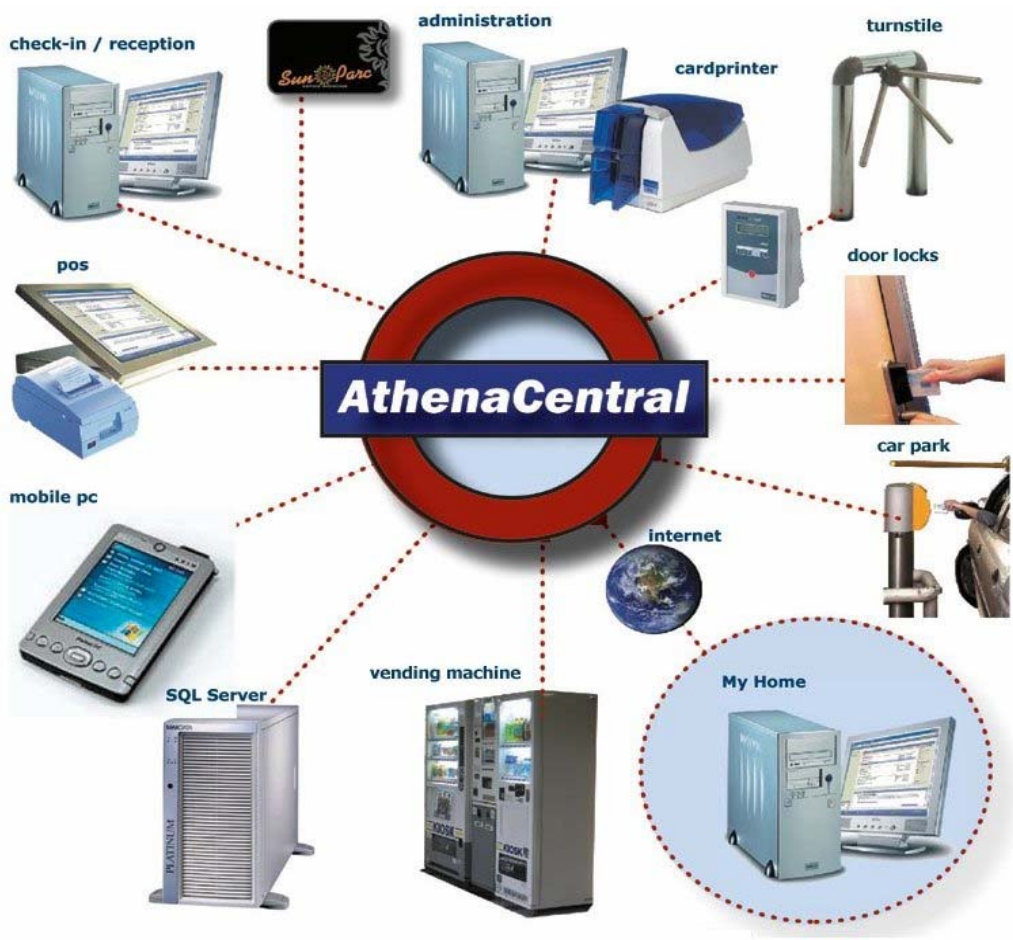 administration
turnstile
check-in / reception
Sun Parc
cardprinter
pos
door locks
AthenaCentral
car park
mobile pc
internet
vending machine
My Home
SQL Server
PLATINUM
KIOSK
KIOSK